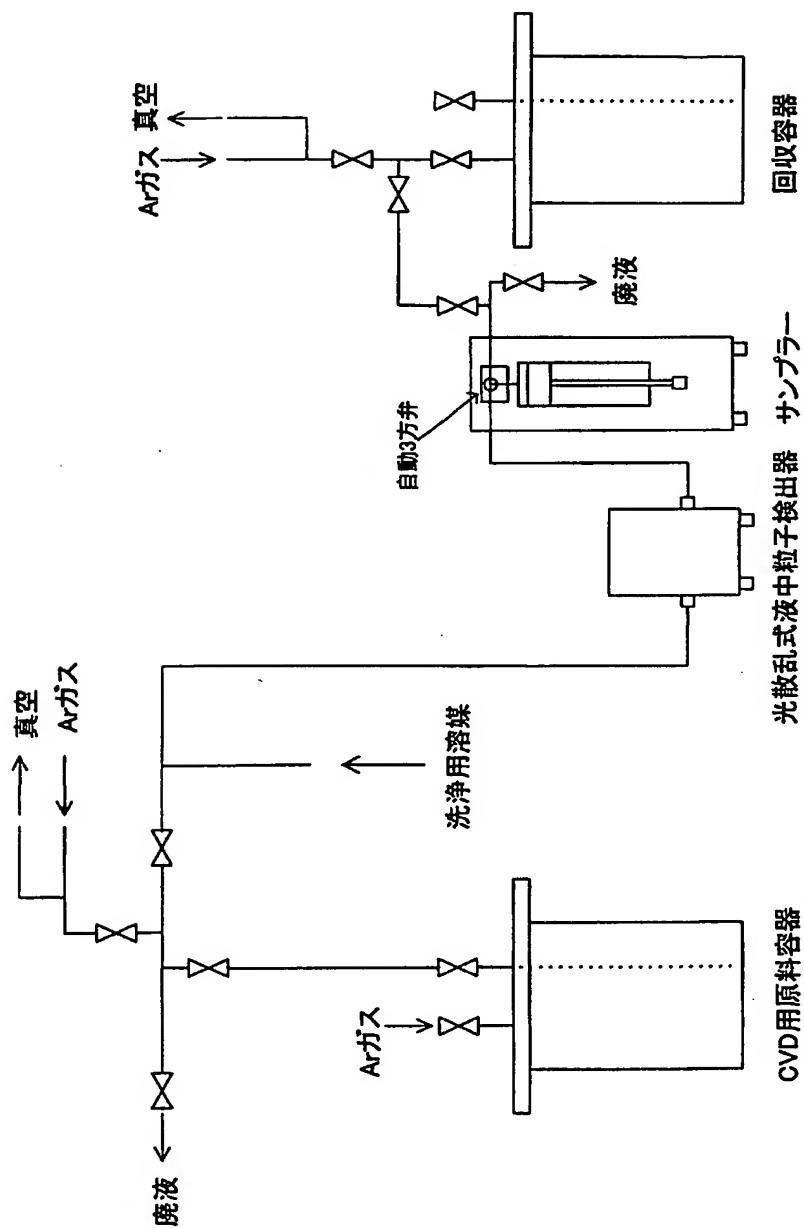 廃液
真空
Arガス
Arガス
CVD用原料容器
洗浄用溶媒
光散乱式液中粒子検出器
自動3方弁
サンプラー
廃液
Arガス
真空
回収容器